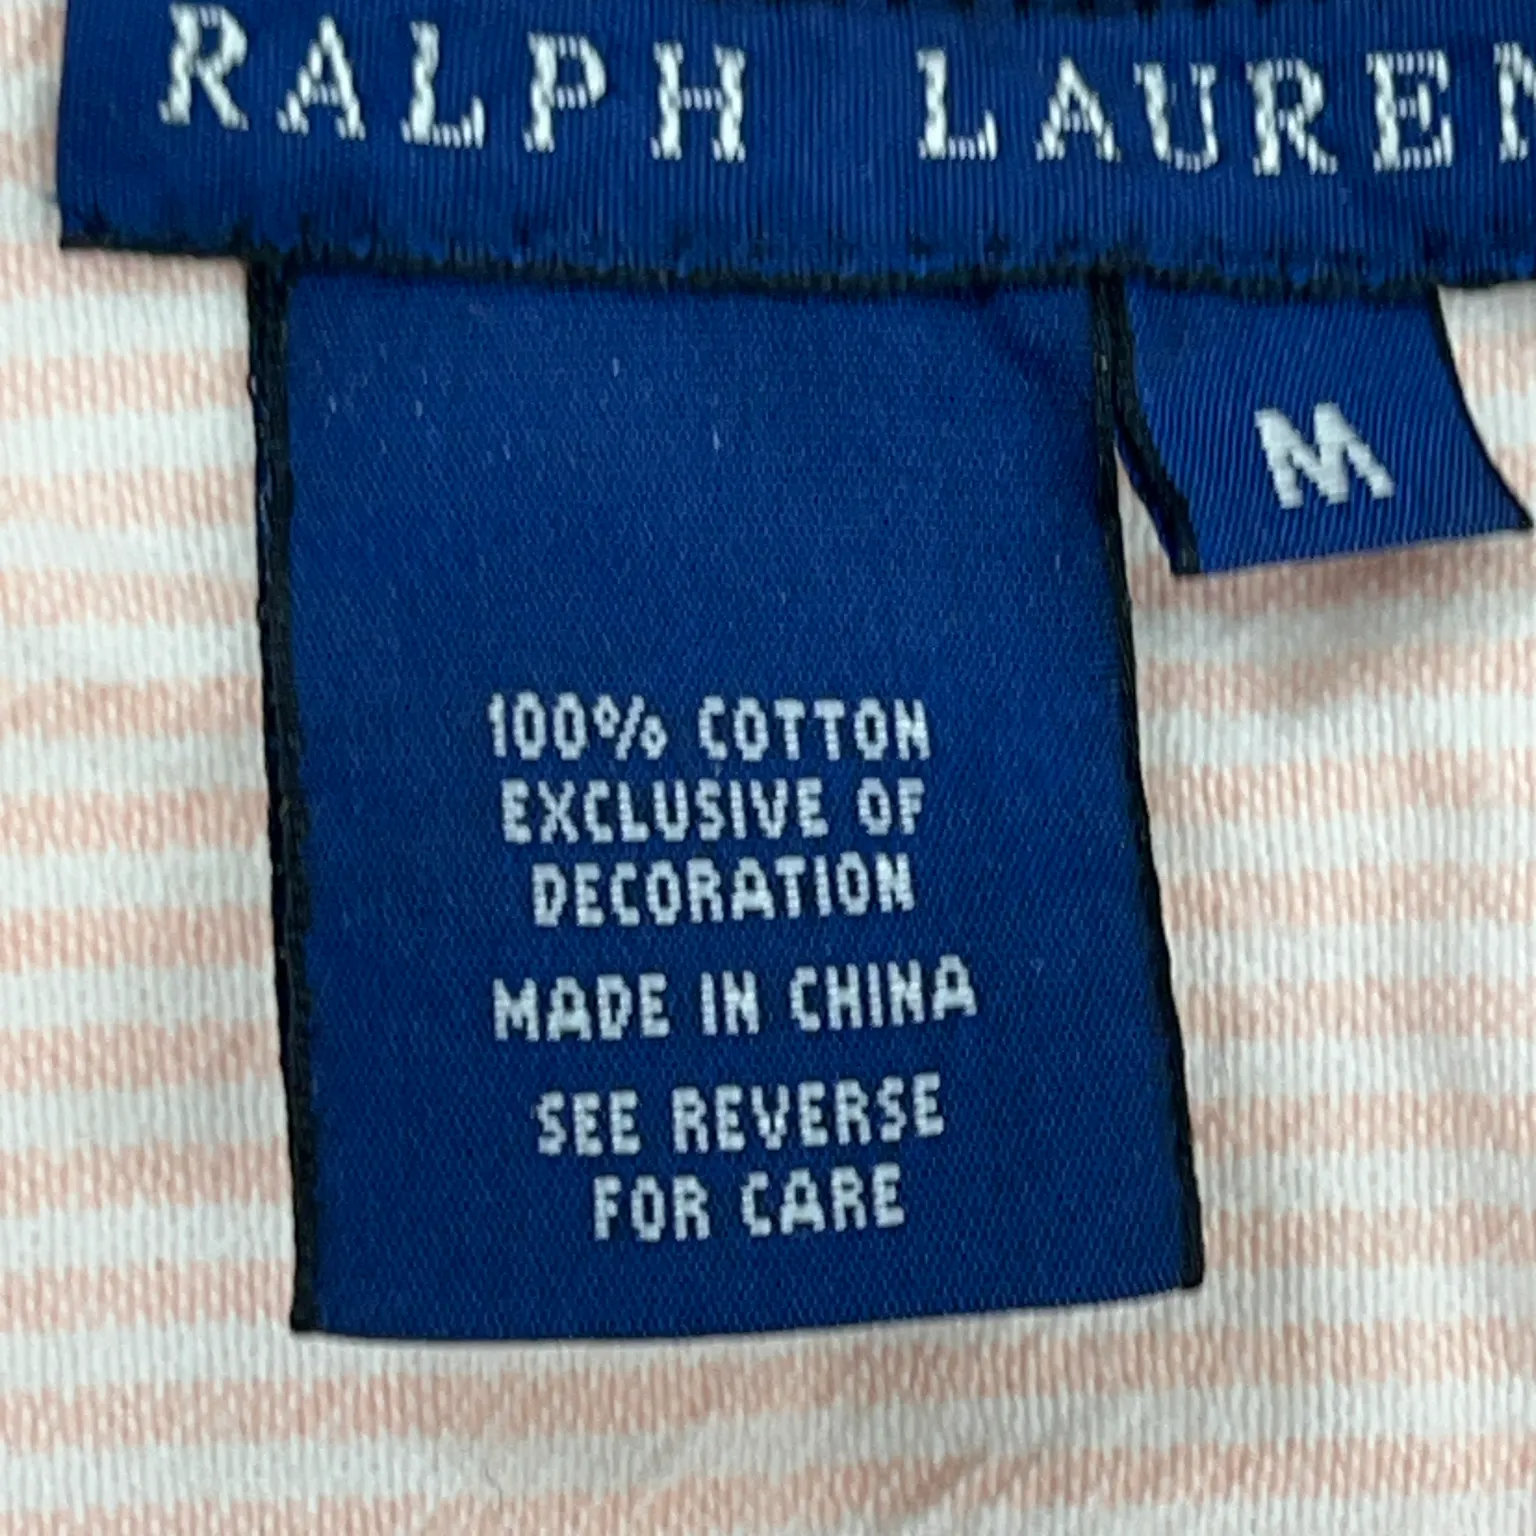 RALPH LAUREN
M
100% COTTON
EXCLUSIVE OF
DECORATION
MADE IN CHINA
SEE REVERSE
FOR CARE